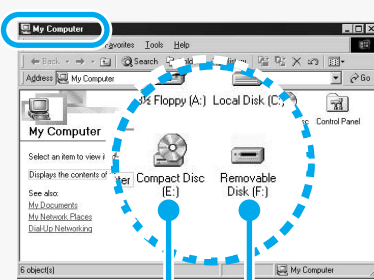 My Computer
avorites Tools Help
Back Search
Address My Computer Go
3½ Floppy (A:) Local Disk (C:)
Control Panel
My Computer
Select an item to view i
Displays the contents of
Compact Disc
(E:)
Removable
Disk (F:)
See also:
My Documents
My Network Places
Dial-Up Networking
6 object(s) My Computer